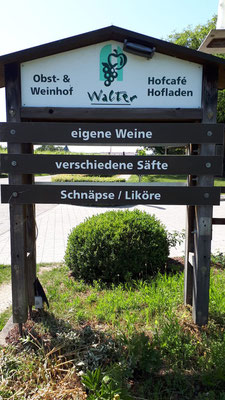 Obst- &
Weinhof
Hofcafé
Hofladen
Walter
eigene Weine
verschiedene Säfte
Schnäpse / Liköre